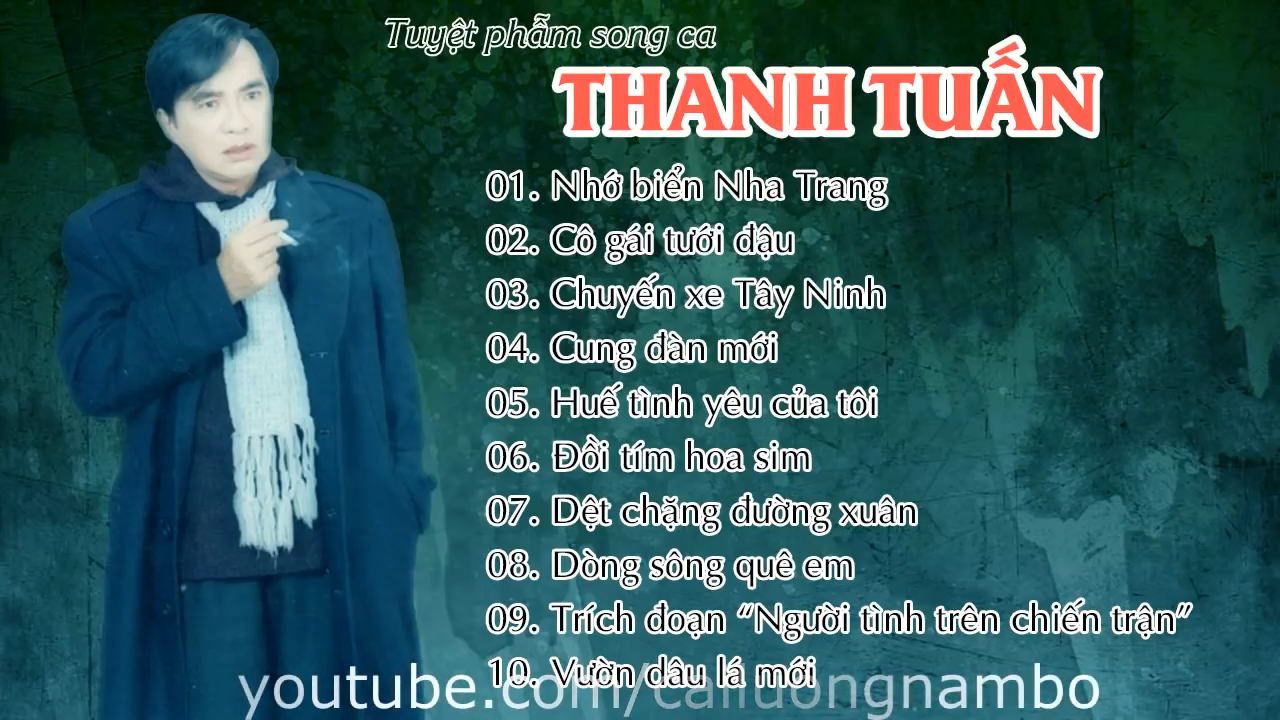 Tuyệt phẫm song ca
THANH TUẤN
01. Nhớ biển Nha Trang
02. Cô gái tưới đậu
03. Chuyến xe Tây Ninh
04. Cung đàn mới
05. Huế tình yêu của tôi
06. Đồi tím hoa sim
07. Dệt chặng đường xuân
08. Dòng sông quê em
09. Trích đoạn “Người tình trên chiến trận”
10. Vườn dâu lá mới
youtube.com/cailuongnambo